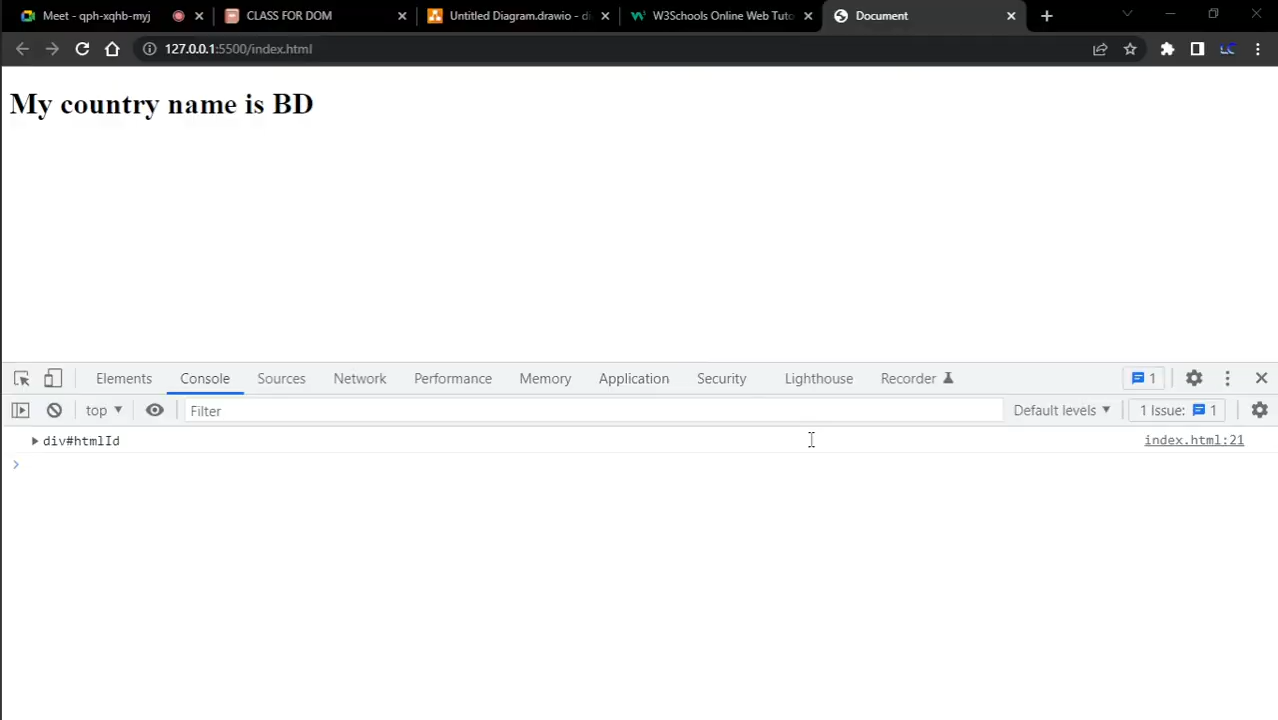 Meet - qph-xqhb-myj
CLASS FOR DOM
Untitled Diagram.drawio - di
W3Schools Online Web Tuto
Document
127.0.0.1:5500/index.html
My country name is BD
Elements Console Sources Network Performance Memory Application Security Lighthouse Recorder 1
top Filter Default levels 1 Issue: 1
div#htmlId index.html:21